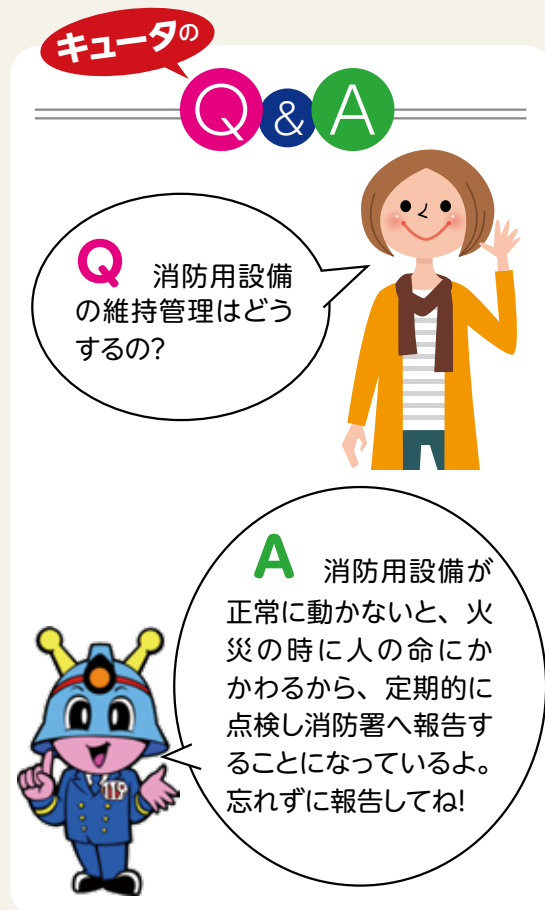 キュータの
Q&A
Q 消防用設備
の維持管理はどう
するの?
A 消防用設備が
正常に動かないと、火
災の時に人の命にか
かわるから、定期的に
点検し消防署へ報告す
ることになっているよ。
忘れずに報告してね!
119